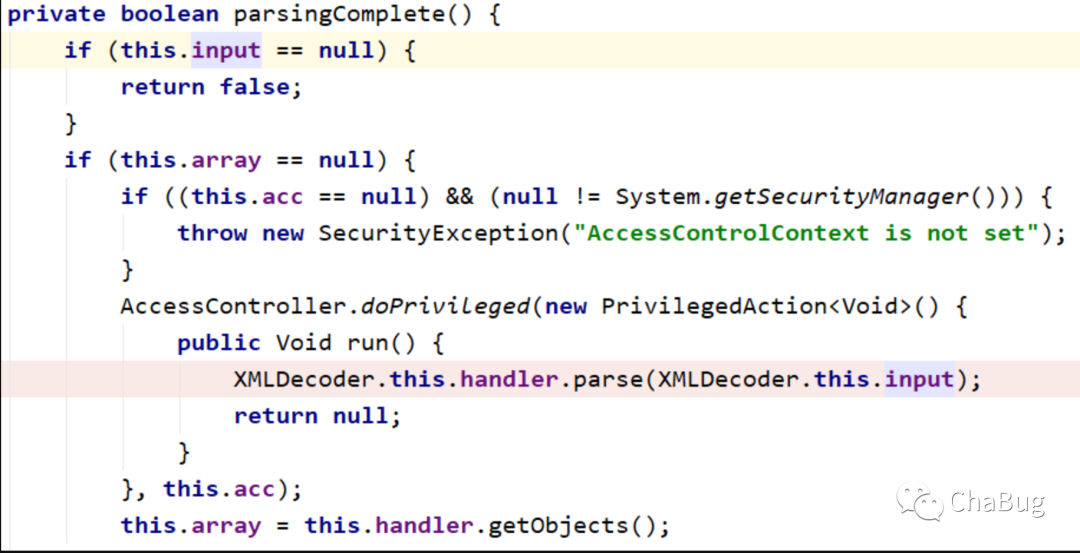 private boolean parsingComplete() {
    if (this.input == null) {
        return false;
    }
    if (this.array == null) {
        if ((this.acc == null) && (null != System.getSecurityManager())) {
            throw new SecurityException("AccessControlContext is not set");
        }
        AccessController.doPrivileged(new PrivilegedAction<Void>() {
            public Void run() {
                XMLDecoder.this.handler.parse(XMLDecoder.this.input);
                return null;
            }
        }, this.acc);
        this.array = this.handler.getObjects();
ChaBug